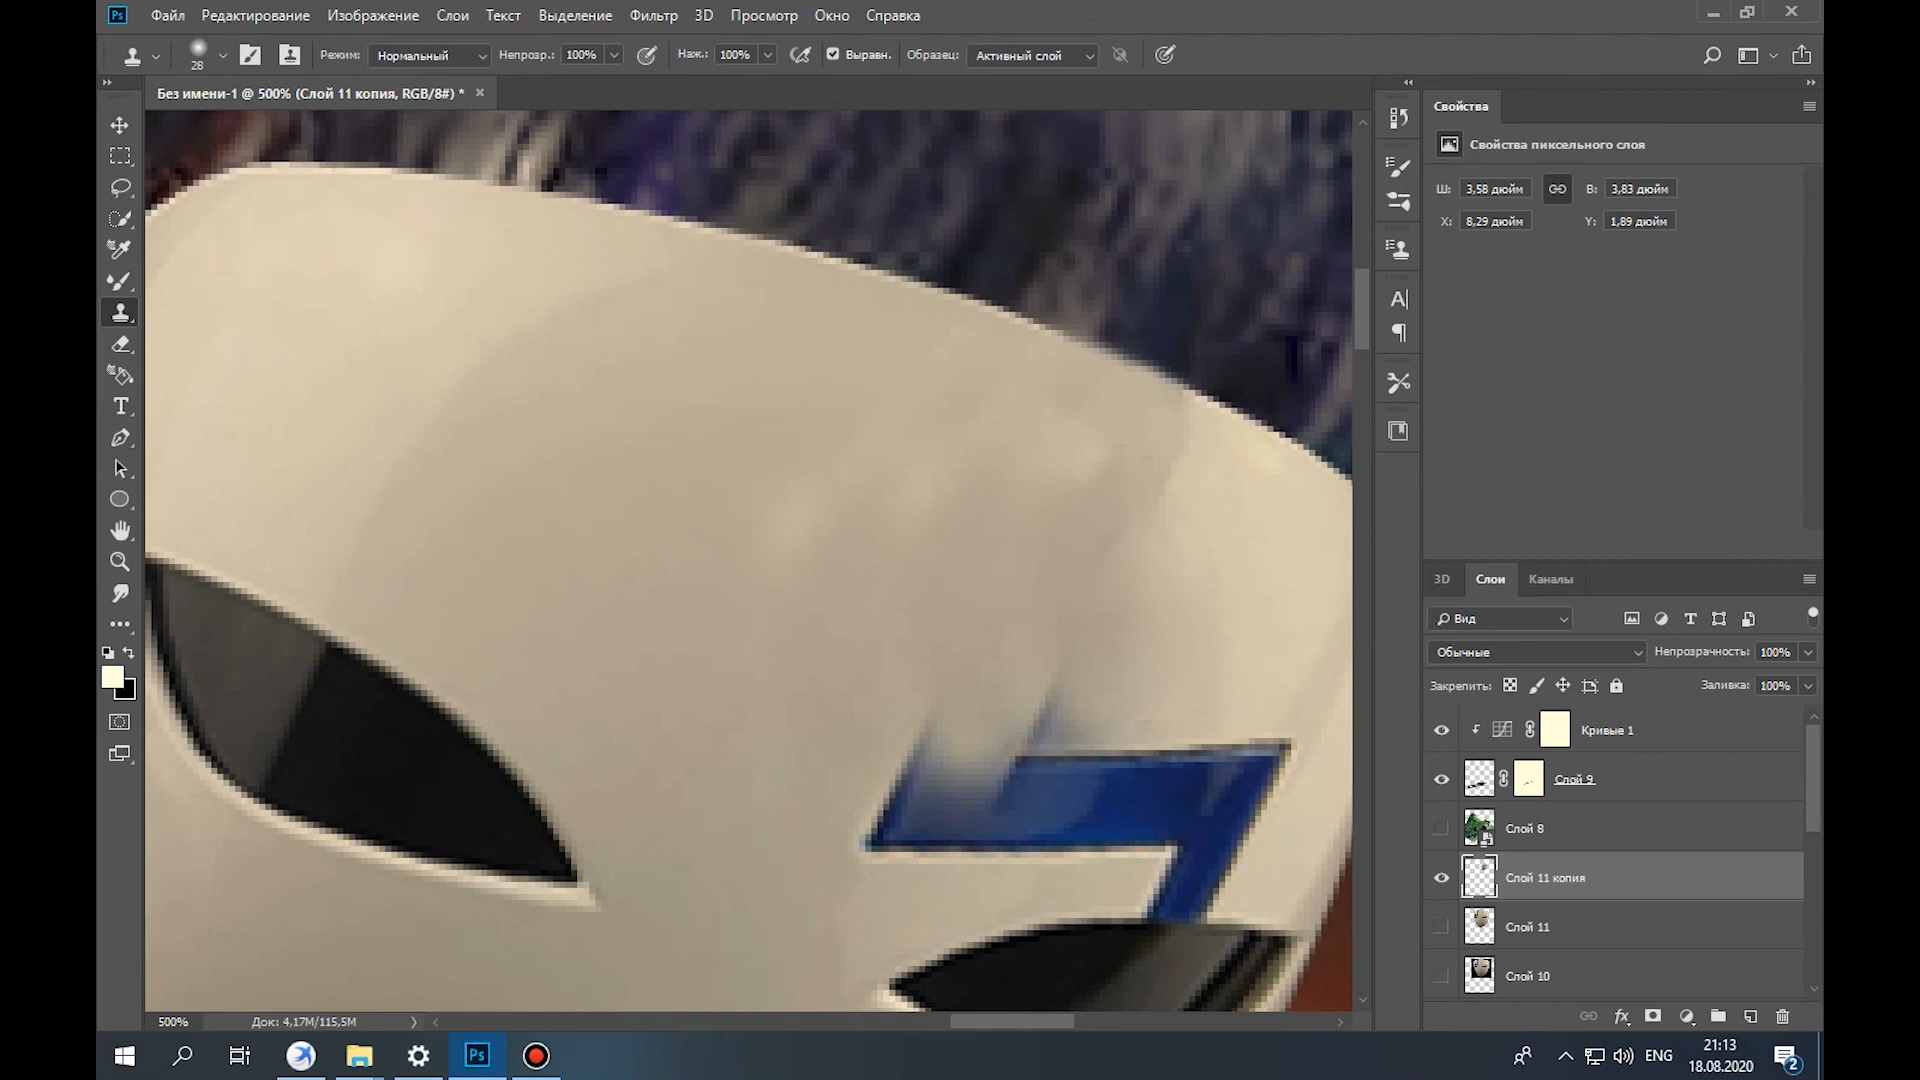 Ps Файл Редактирование Изображение Слои Текст Выделение Фильтр 3D Просмотр Окно Справка
28 Режим: Нормальный Непрозр.: 100% Наж.: 100% Выравн. Образец: Активный слой
Без имени-1 @ 500% (Слой 11 копия, RGB/8#) *
Свойства
Свойства пиксельного слоя
Ш: 3,58 дюйм В: 3,83 дюйм
X: 8,29 дюйм Y: 1,89 дюйм
3D Слои Каналы
Вид
Обычные Непрозрачность: 100%
Закрепить: Заливка: 100%
Кривые 1
Слой 9
Слой 8
Слой 11 копия
Слой 11
Слой 10
fx
500% Док: 4,17M/115,5M
Ps
ENG
21:13
18.08.2020
2